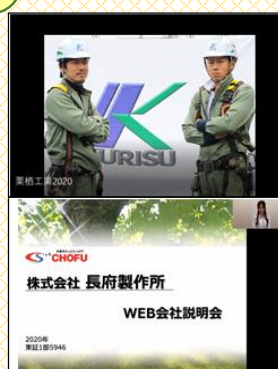 KURISU
栗栖工業2020
CHOFU
株式会社 長府製作所
WEB会社説明会
2020年
東証1部5946